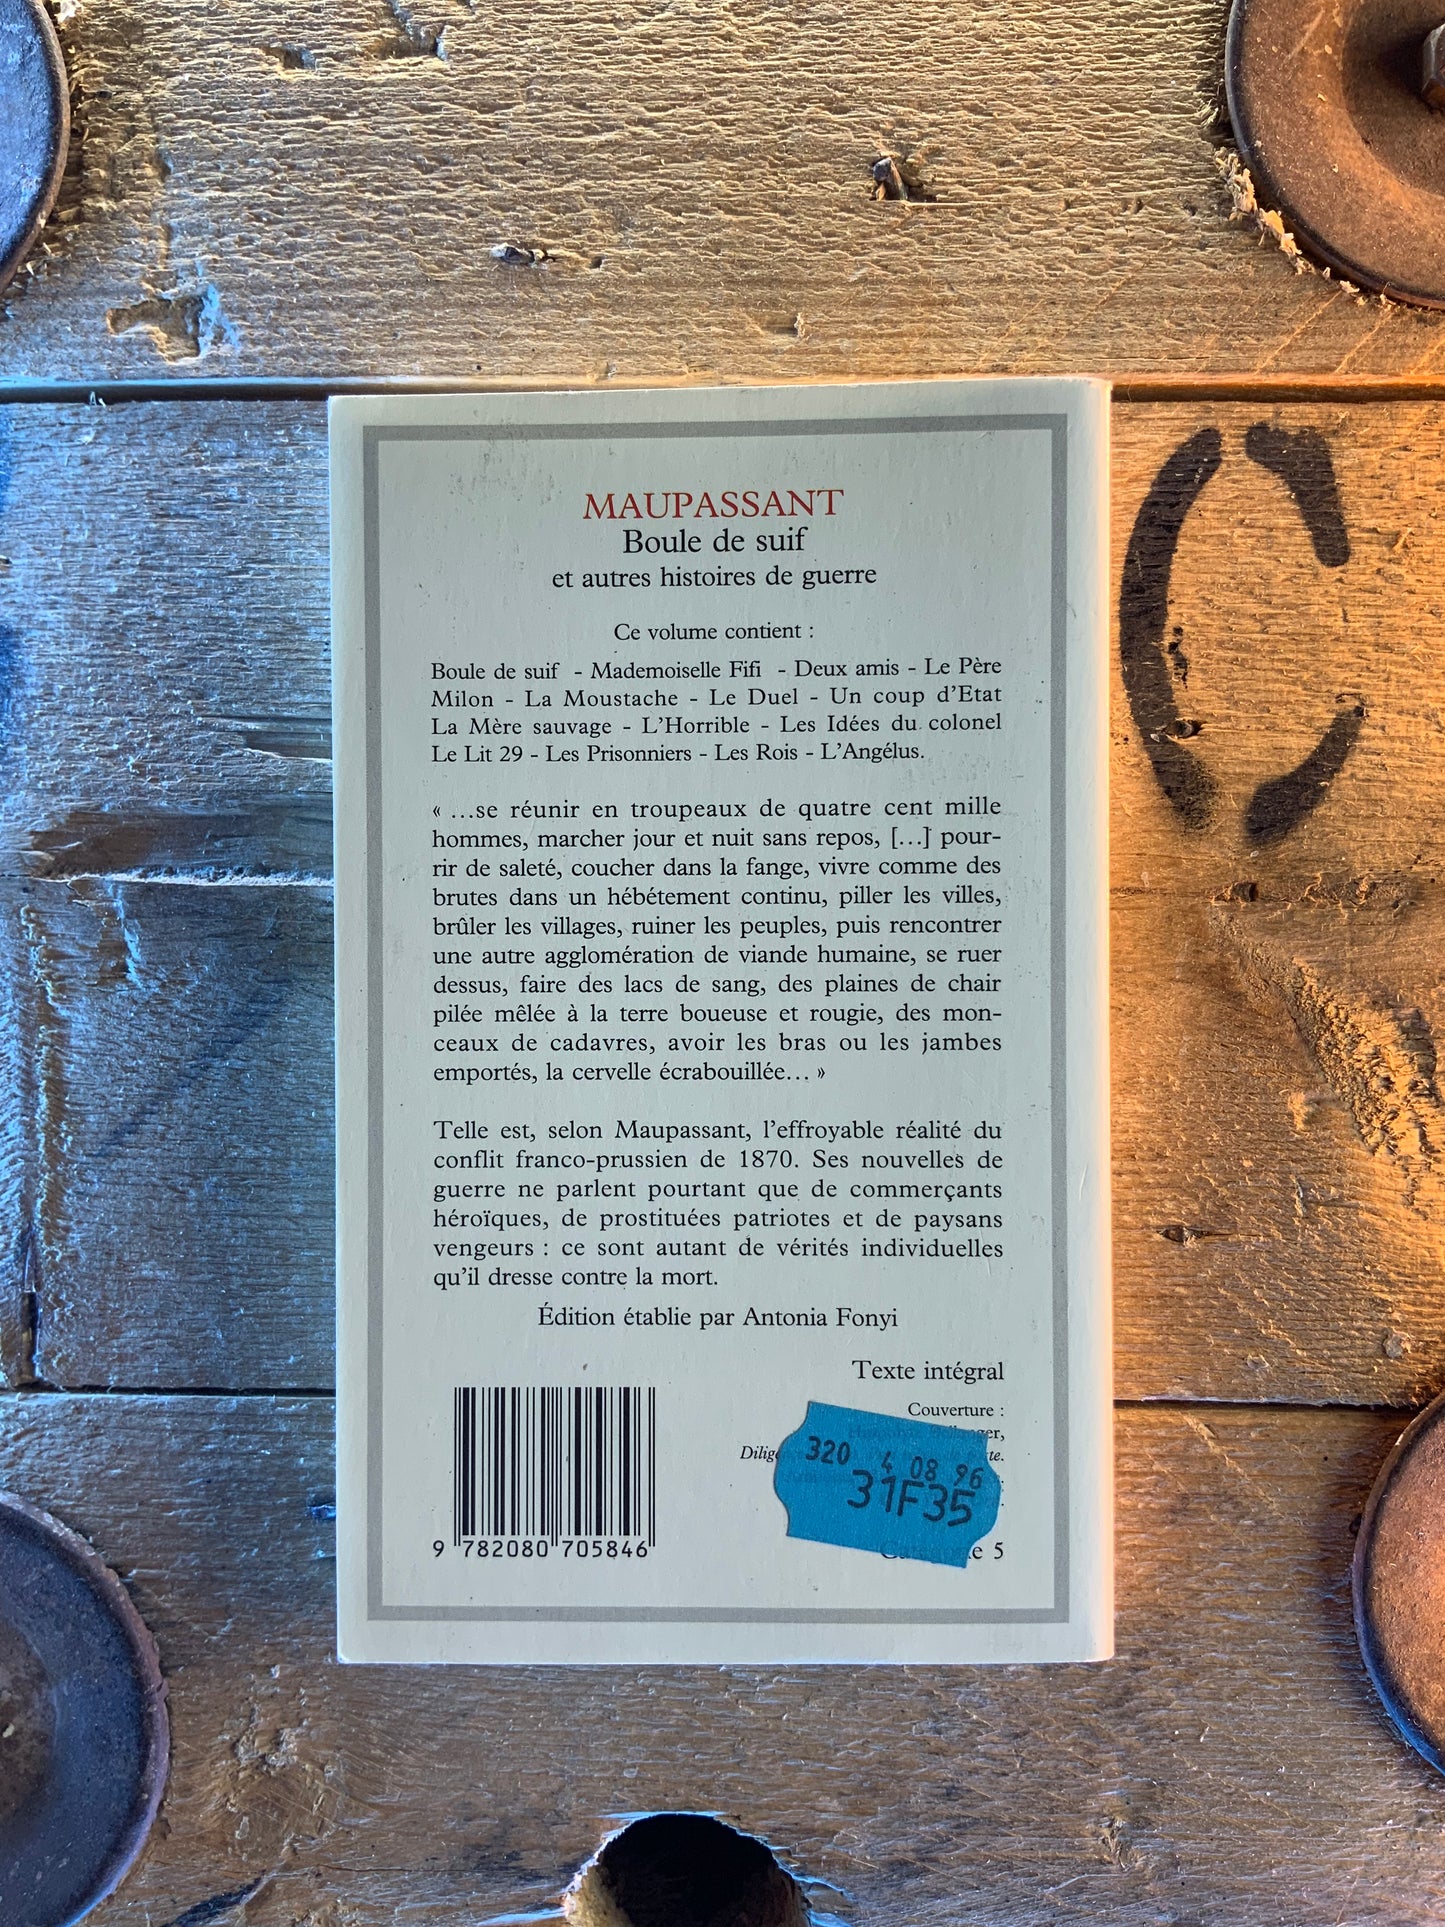 MAUPASSANT
Boule de suif
et autres histoires de guerre
Ce volume contient :
Boule de suif - Mademoiselle Fifi - Deux amis - Le Père
Milon - La Moustache - Le Duel - Un coup d'Etat
La Mère sauvage - L'Horrible - Les Idées du colonel
Le Lit 29 - Les Prisonniers - Les Rois - L'Angélus.
« …se réunir en troupeaux de quatre cent mille
hommes, marcher jour et nuit sans repos, […] pour-
rir de saleté, coucher dans la fange, vivre comme des
brutes dans un hébétement continu, piller les villes,
brûler les villages, ruiner les peuples, puis rencontrer
une autre agglomération de viande humaine, se ruer
dessus, faire des lacs de sang, des plaines de chair
pilée mêlée à la terre boueuse et rougie, des mon-
ceaux de cadavres, avoir les bras ou les jambes
emportés, la cervelle écrabouillée… »
Telle est, selon Maupassant, l'effroyable réalité du
conflit franco-prussien de 1870. Ses nouvelles de
guerre ne parlent pourtant que de commerçants
héroïques, de prostituées patriotes et de paysans
vengeurs : ce sont autant de vérités individuelles
qu'il dresse contre la mort.
Édition établie par Antonia Fonyi
Texte intégral
Couverture :
320 4 08 96
31F35
5
9 782080 705846